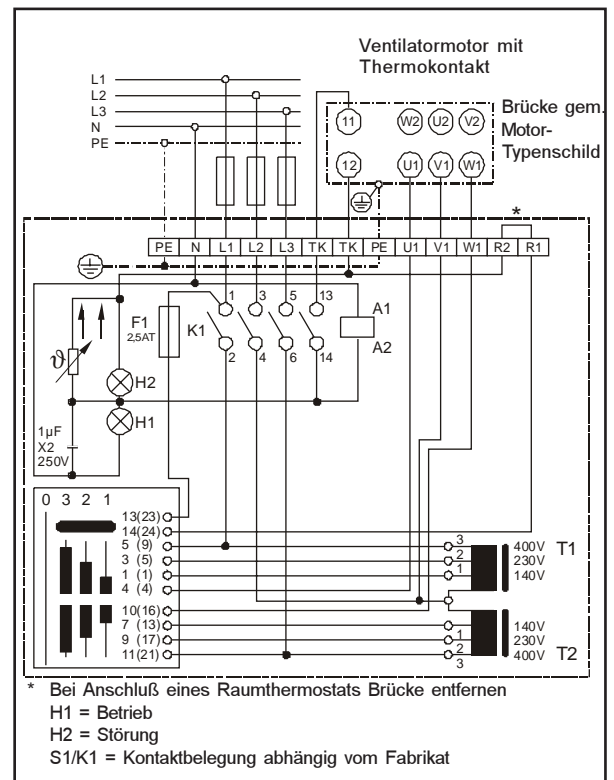 Ventilatormotor mit
Thermokontakt
L1
L2
L3
N
PE
11 W2 U2 V2
Brücke gem.
Motor-
Typenschild
12 U1 V1 W1
*
PE N L1 L2 L3 TK TK PE U1 V1 W1 R2 R1
1 3 5 13
F1
2,5AT
K1
A1
A2
2 4 6 14
ϑ
H2
H1
1µF
X2
250V
0 3 2 1
13(23)
14(24)
5 (9) 3 400V T1
3 (5) 2 230V
1 (1) 1 140V
4 (4)
10(16)
7 (13) 140V
9 (17) 1 230V
11(21) 2 400V T2
3
* Bei Anschluß eines Raumthermostats Brücke entfernen
H1 = Betrieb
H2 = Störung
S1/K1 = Kontaktbelegung abhängig vom Fabrikat